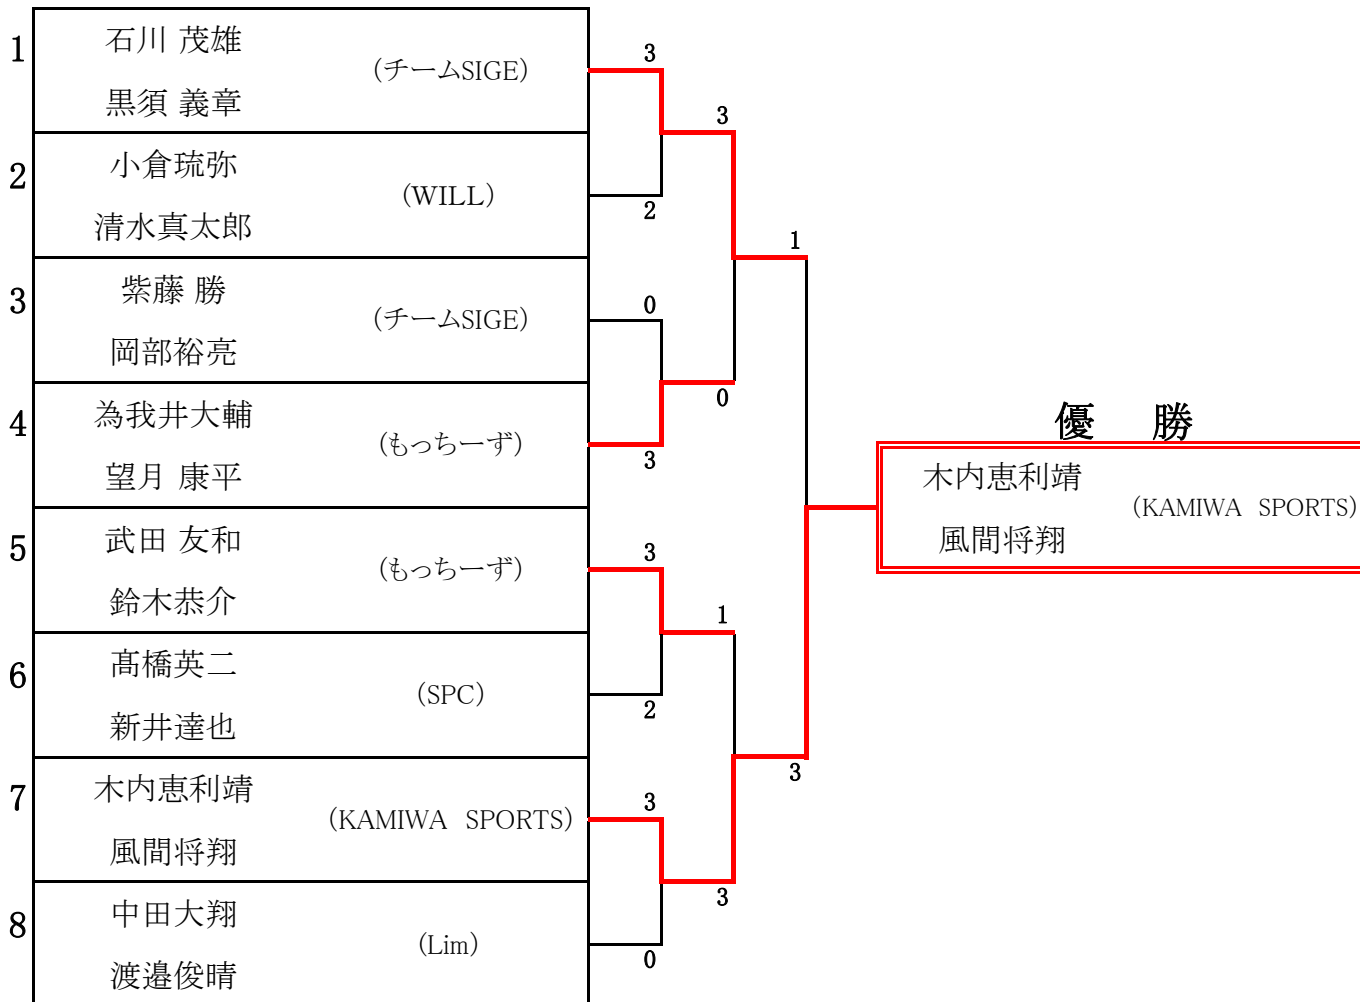 1
石川 茂雄
(チームSIGE)
黒須 義章
3
3
2
小倉琉弥
(WILL)
清水真太郎
2
1
3
紫藤 勝
(チームSIGE)
岡部裕亮
0
0
4
為我井大輔
(もっちーず)
望月 康平
3
優 勝
木内恵利靖
(KAMIWA SPORTS)
風間将翔
5
武田 友和
(もっちーず)
鈴木恭介
3
1
6
髙橋英二
(SPC)
新井達也
2
3
7
木内恵利靖
(KAMIWA SPORTS)
風間将翔
3
3
8
中田大翔
(Lim)
渡邉俊晴
0